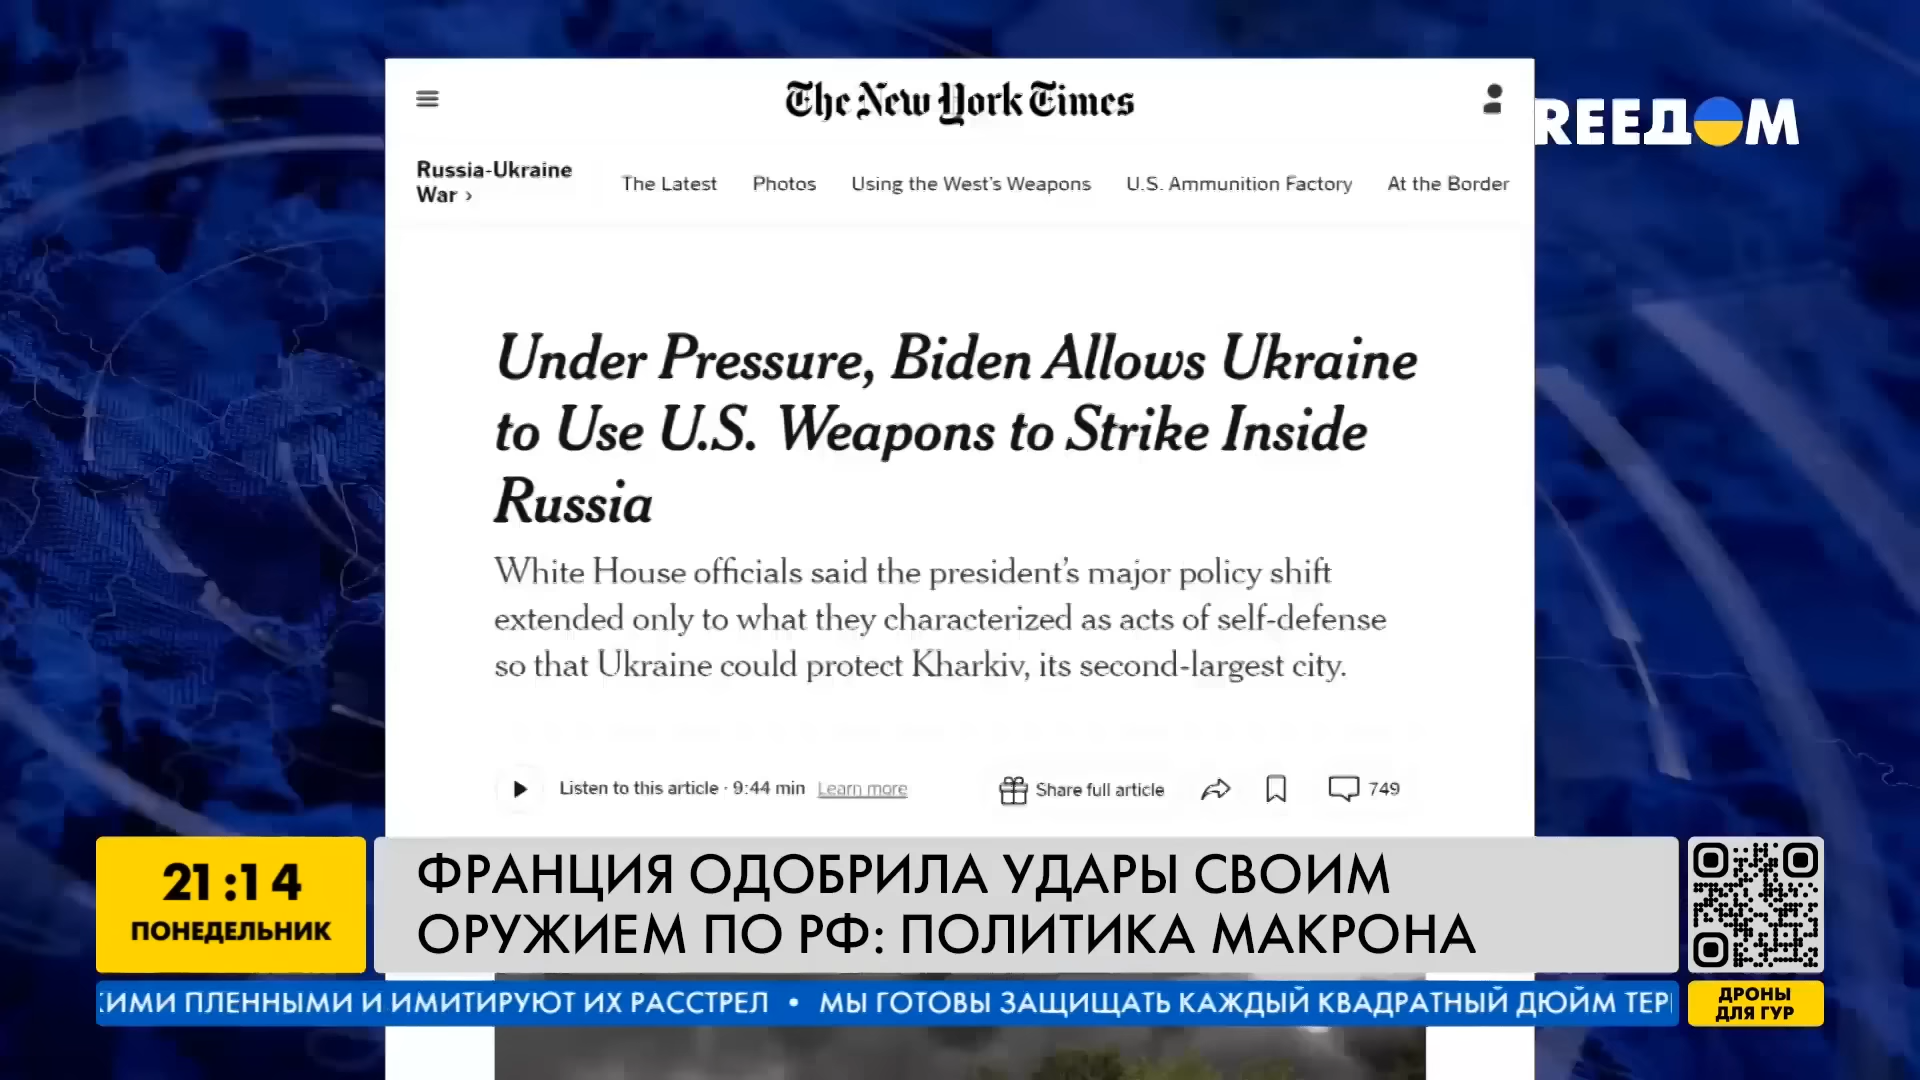 The New York Times
REEДOM
Russia-Ukraine
War ›
The Latest
Photos
Using the West's Weapons
U.S. Ammunition Factory
At the Border
Under Pressure, Biden Allows Ukraine
to Use U.S. Weapons to Strike Inside
Russia
White House officials said the president's major policy shift
extended only to what they characterized as acts of self-defense
so that Ukraine could protect Kharkiv, its second-largest city.
Listen to this article · 9:44 min Learn more
Share full article
749
21:14
ПОНЕДЕЛЬНИК
ФРАНЦИЯ ОДОБРИЛА УДАРЫ СВОИМ
ОРУЖИЕМ ПО РФ: ПОЛИТИКА МАКРОНА
ПЛЕННЫМИ И ИМИТИРУЮТ ИХ РАССТРЕЛ • МЫ ГОТОВЫ ЗАЩИЩАТЬ КАЖДЫЙ КВАДРАТНЫЙ ДЮЙМ
ДРОНЫ
ДЛЯ ГУР